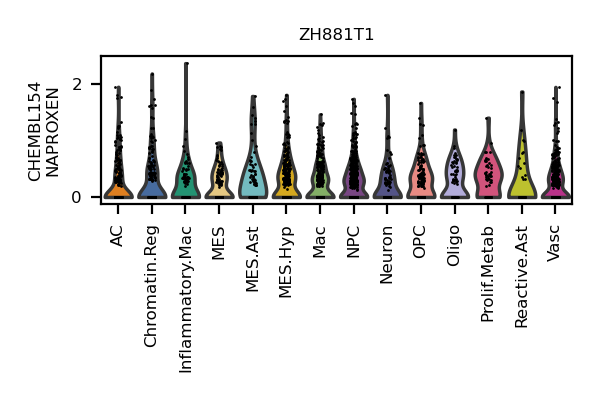 ZH881T1
CHEMBL154
NAPROXEN
2
0
AC
Chromatin.Reg
Inflammatory.Mac
MES
MES.Ast
MES.Hyp
Mac
NPC
Neuron
OPC
Oligo
Prolif.Metab
Reactive.Ast
Vasc